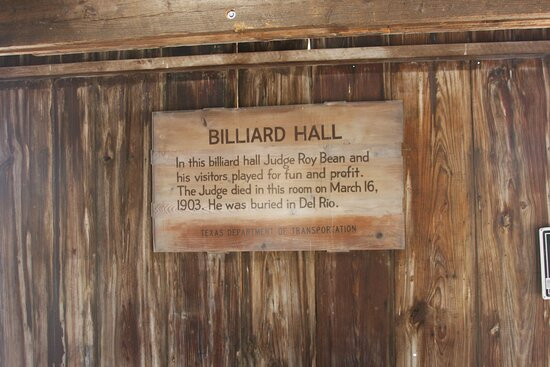 BILLIARD HALL
In this billiard hall Judge Roy Bean and
his visitors played for fun and profit.
The Judge died in this room on March 16,
1903. He was buried in Del Rio.
TEXAS DEPARTMENT OF TRANSPORTATION